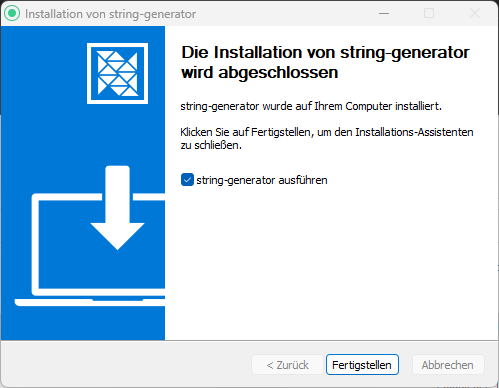 Installation von string-generator
Die Installation von string-generator
wird abgeschlossen
string-generator wurde auf Ihrem Computer installiert.
Klicken Sie auf Fertigstellen, um den Installations-Assistenten
zu schließen.
string-generator ausführen
< Zurück
Fertigstellen
Abbrechen